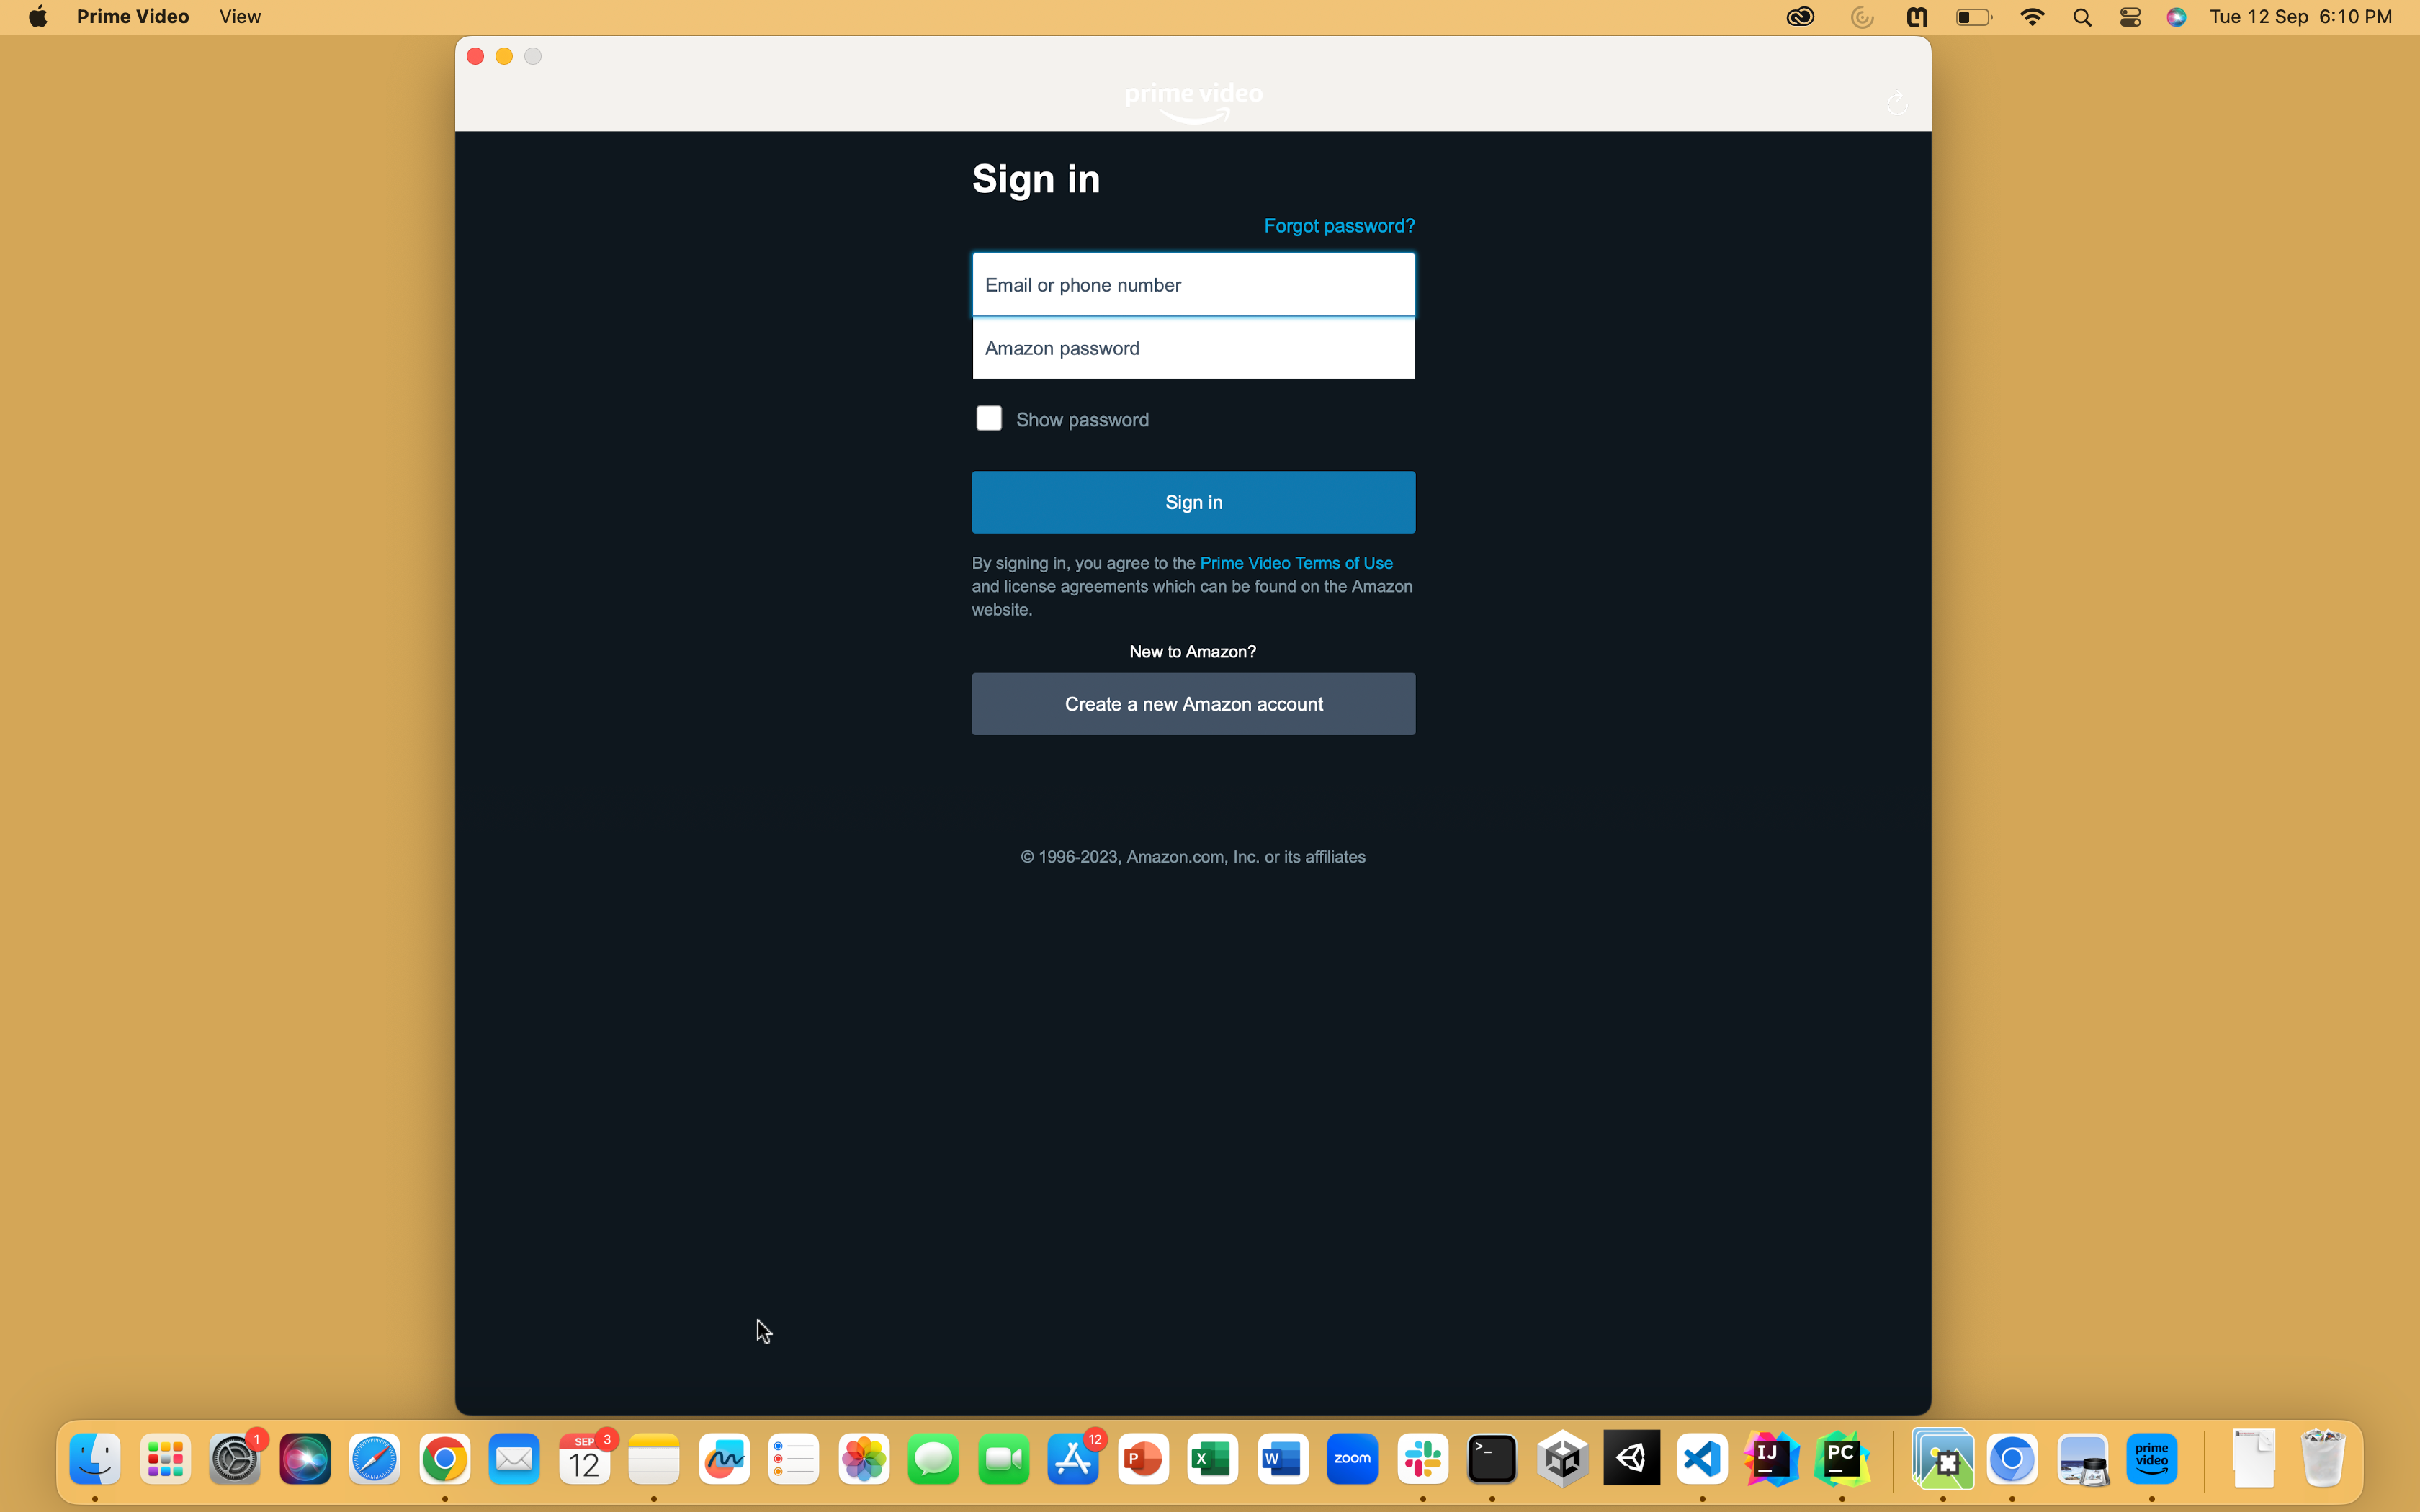 Prime Video View Tue 12 Sep 6:10 PM
prime video
Sign in
Forgot password?
Email or phone number
Amazon password
Show password
Sign in
By signing in, you agree to the Prime Video Terms of Use
and license agreements which can be found on the Amazon
website.
New to Amazon?
Create a new Amazon account
© 1996-2023, Amazon.com, Inc. or its affiliates
1
SEP 3
12
12
P
X
W
zoom
>_
IJ
PC
prime
video